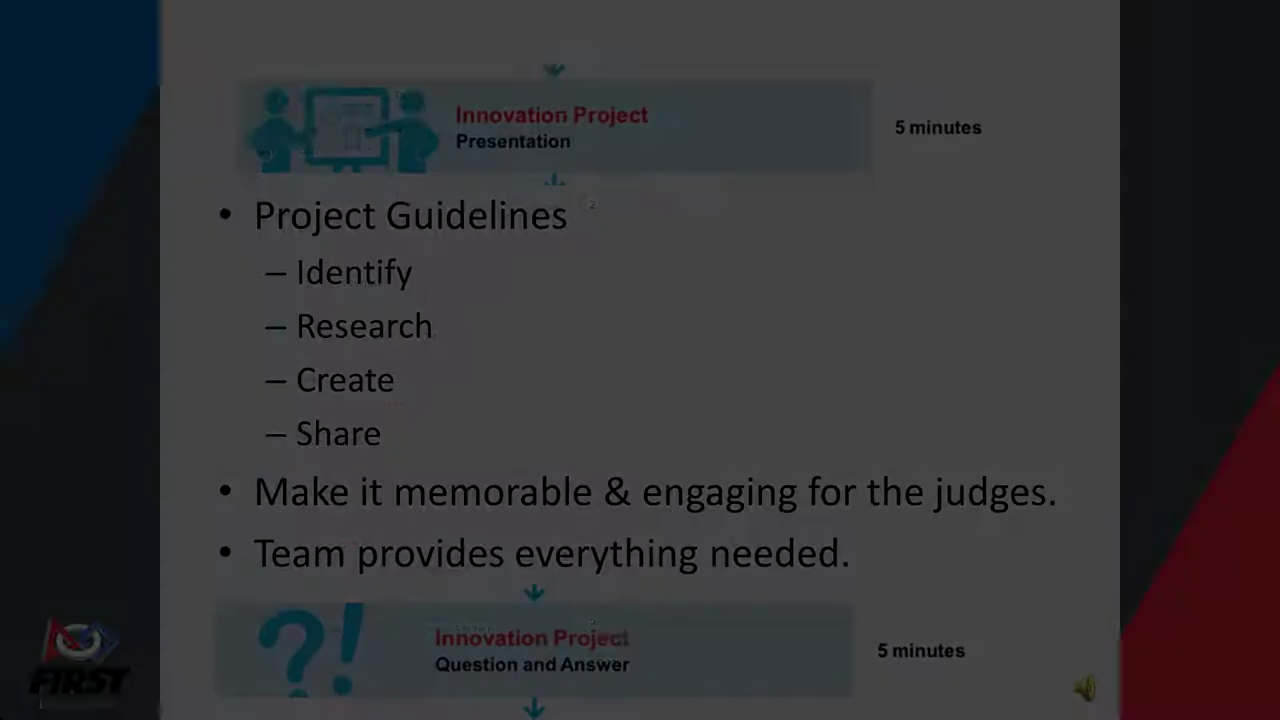 Innovation Project
Presentation
5 minutes
• Project Guidelines
2
– Identify
– Research
– Create
– Share
• Make it memorable & engaging for the judges.
• Team provides everything needed.
?!
Innovation Project
Question and Answer
5 minutes
FIRST